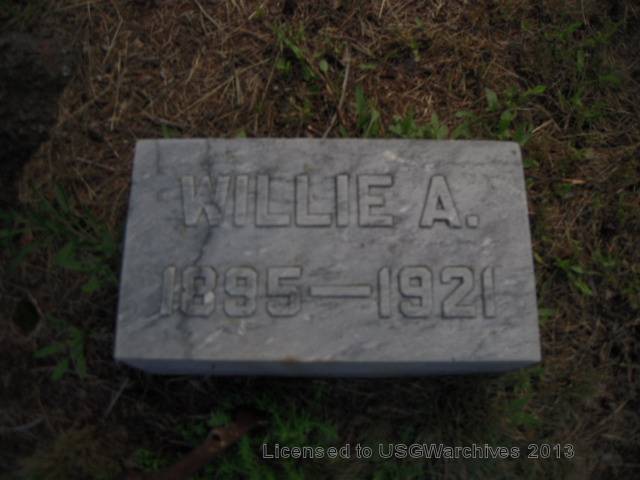 WILLIE A.
1895—1921
Licensed to USGWarchives 2013